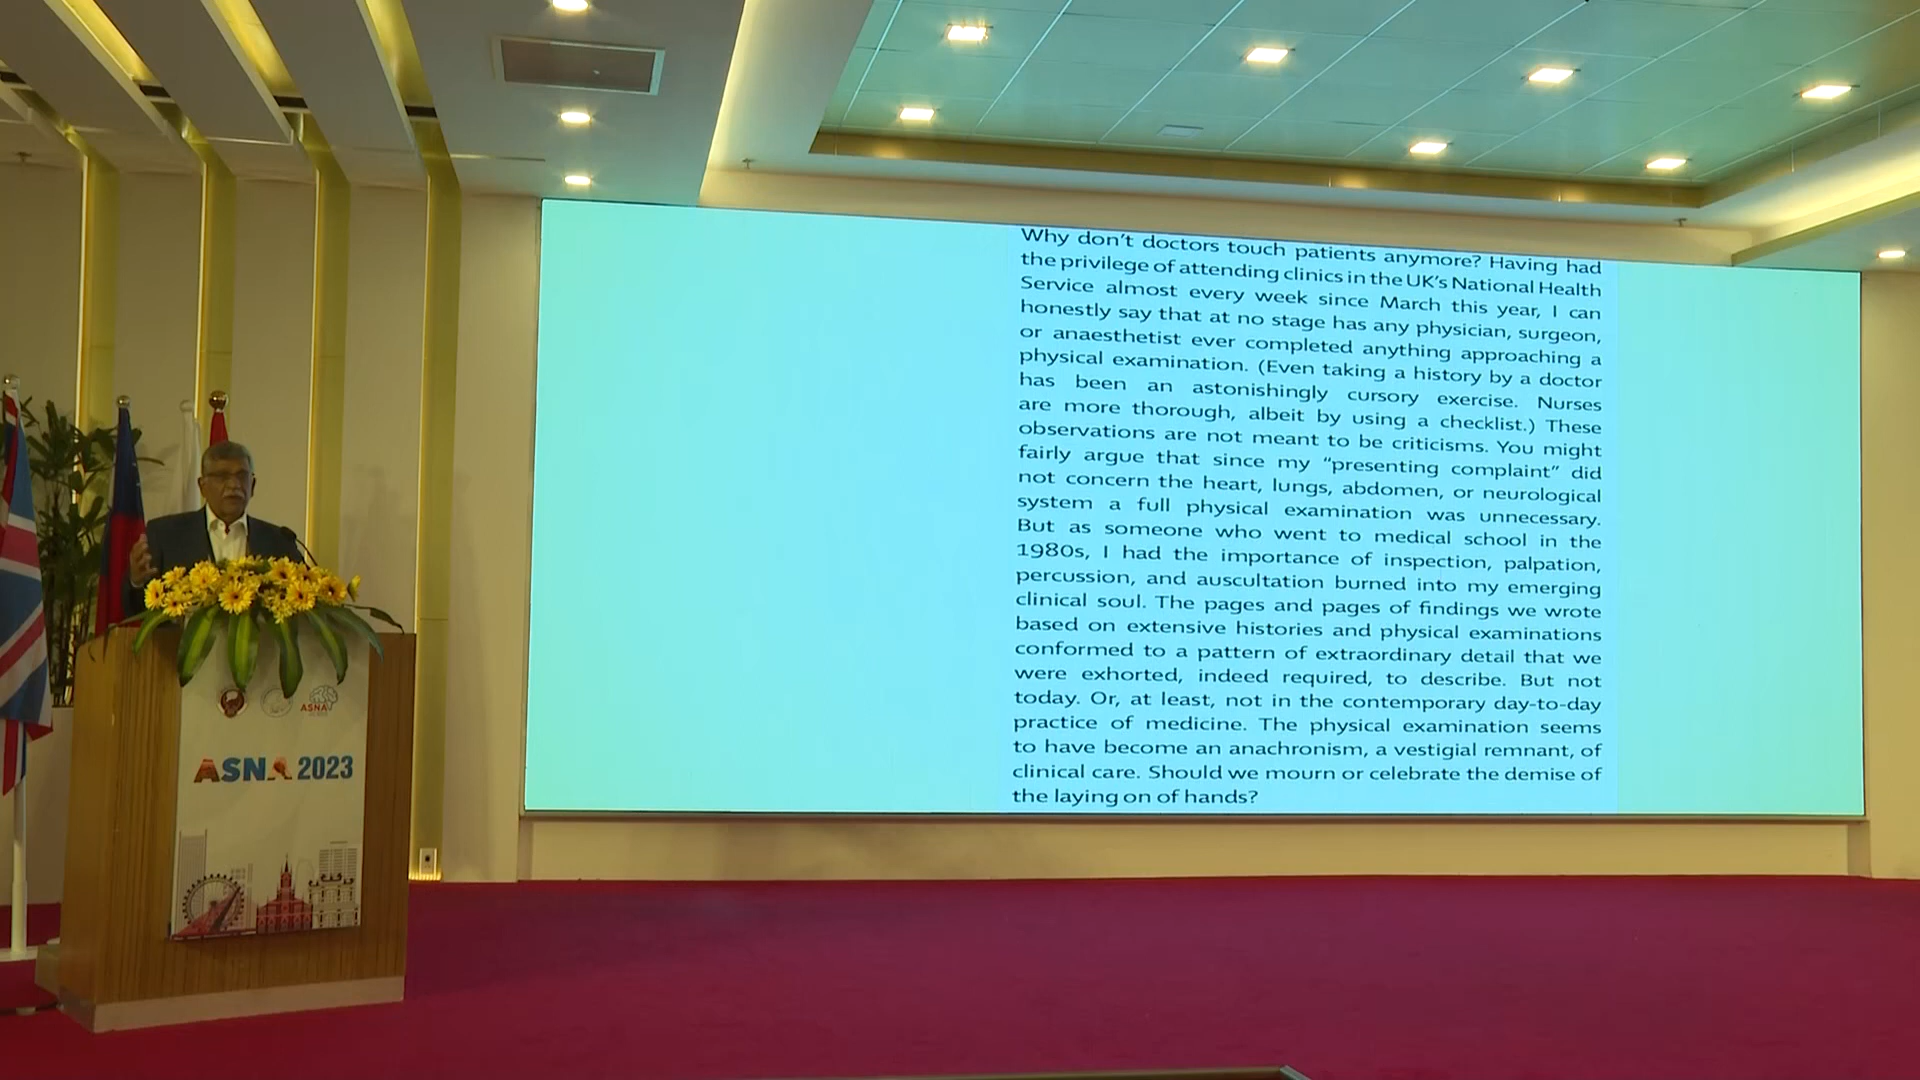 Why don't doctors touch patients anymore? Having had
the privilege of attending clinics in the UK's National Health
Service almost every week since March this year, I can
honestly say that at no stage has any physician, surgeon,
or anaesthetist ever completed anything approaching a
physical examination. (Even taking a history by a doctor
has been an astonishingly cursory exercise. Nurses
are more thorough, albeit by using a checklist.) These
observations are not meant to be criticisms. You might
fairly argue that since my “presenting complaint” did
not concern the heart, lungs, abdomen, or neurological
system a full physical examination was unnecessary.
But as someone who went to medical school in the
1980s, I had the importance of inspection, palpation,
percussion, and auscultation burned into my emerging
clinical soul. The pages and pages of findings we wrote
based on extensive histories and physical examinations
conformed to a pattern of extraordinary detail that we
were exhorted, indeed required, to describe. But not
today. Or, at least, not in the contemporary day-to-day
practice of medicine. The physical examination seems
to have become an anachronism, a vestigial remnant, of
clinical care. Should we mourn or celebrate the demise of
the laying on of hands?
ASNA
ASNA 2023